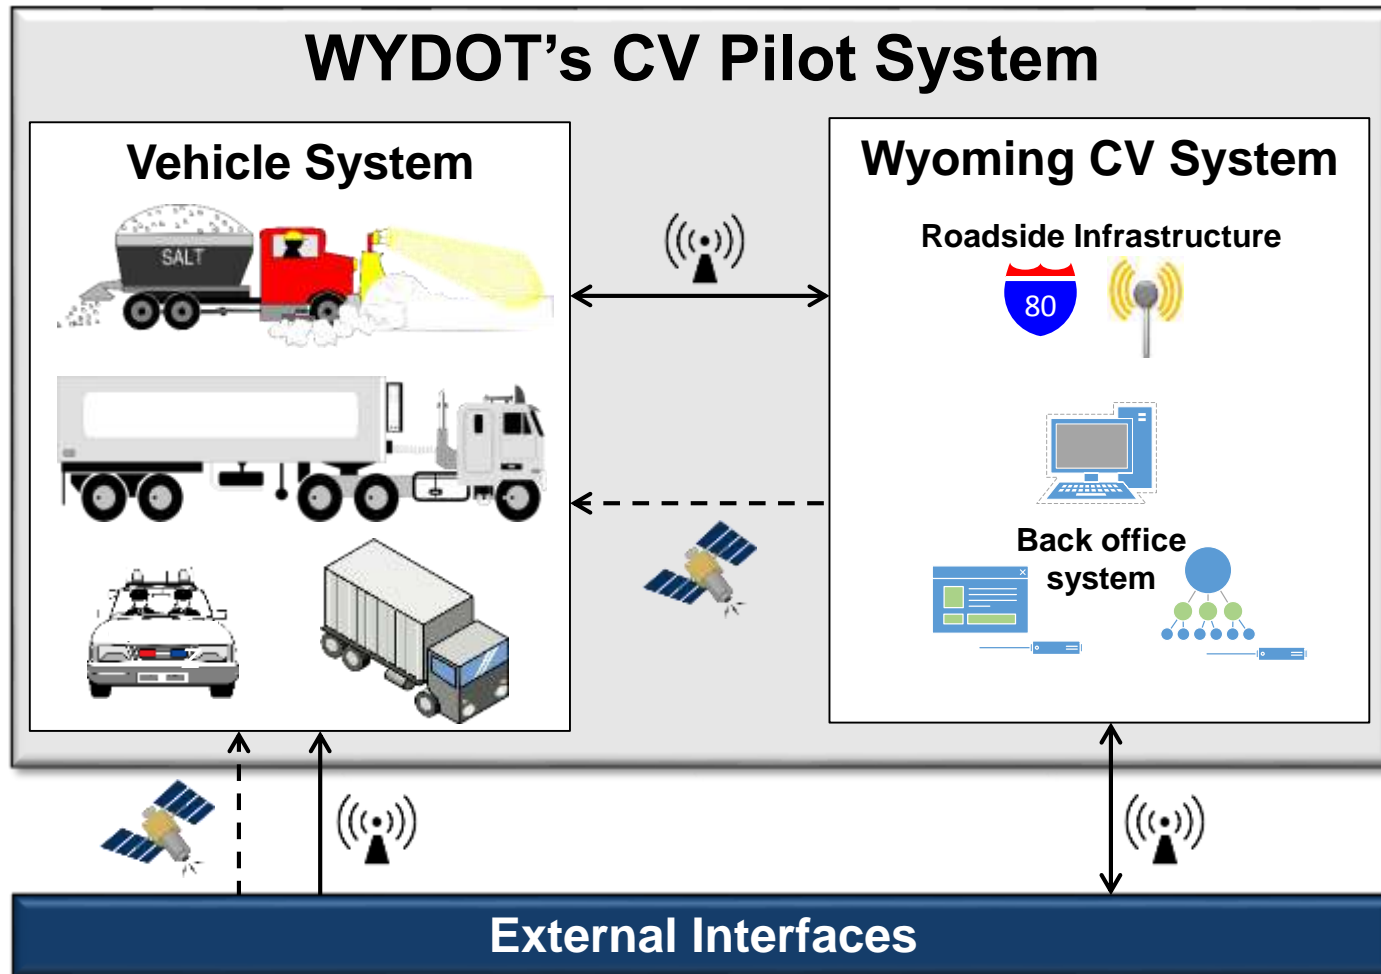 WYDOT’s CV Pilot System
Vehicle System
SALT
Wyoming CV System
Roadside Infrastructure
80
Back office
system
External Interfaces